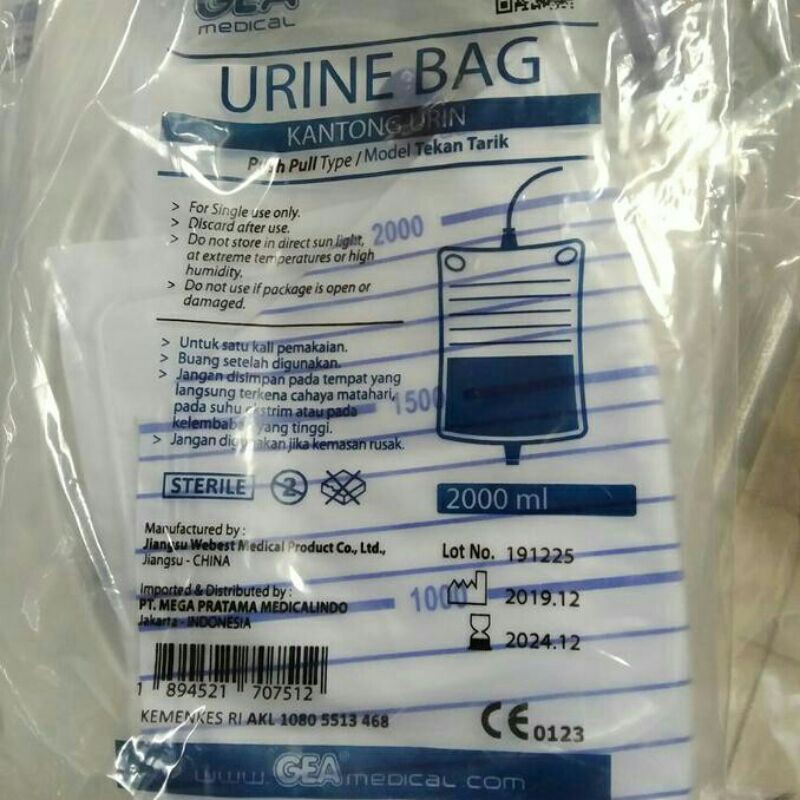 GEA
medical
URINE BAG
KANTONG URIN
Push Pull Type / Model Tekan Tarik
> For Single use only.
> Discard after use.
> Do not store in direct sun light,
at extreme temperatures or high
humidity.
> Do not use if package is open or
damaged.
> Untuk satu kali pemakaian.
> Buang setelah digunakan.
> Jangan disimpan pada tempat yang
langsung terkena cahaya matahari,
pada suhu ekstrim atau pada
kelembaban yang tinggi.
> Jangan digunakan jika kemasan rusak.
2000
1500
1000
STERILE
2
2000 ml
Manufactured by :
Jiangsu Webest Medical Product Co., Ltd.,
Jiangsu - CHINA
Imported & Distributed by :
PT. MEGA PRATAMA MEDICALINDO
Jakarta - INDONESIA
Lot No. 191225
2019.12
2024.12
1 894521 707512
KEMENKES RI AKL 1080 5513 468
CE 0123
www.GEAmedical.com